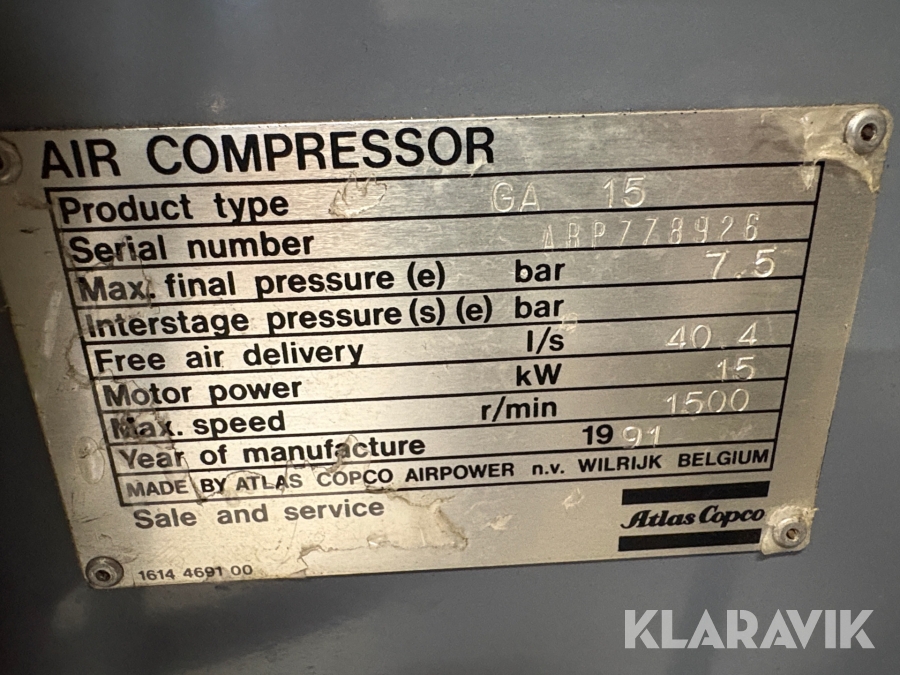 AIR COMPRESSOR
Product type GA 15
Serial number ARP778926
Max. final pressure (e) bar 7.5
Interstage pressure (s) (e) bar
Free air delivery l/s 40.4
Motor power kW 15
Max. speed r/min 1500
Year of manufacture 19 91
MADE BY ATLAS COPCO AIRPOWER n.v. WILRIJK BELGIUM
Sale and service
Atlas Copco
1614 4691 00
KLARAVIK